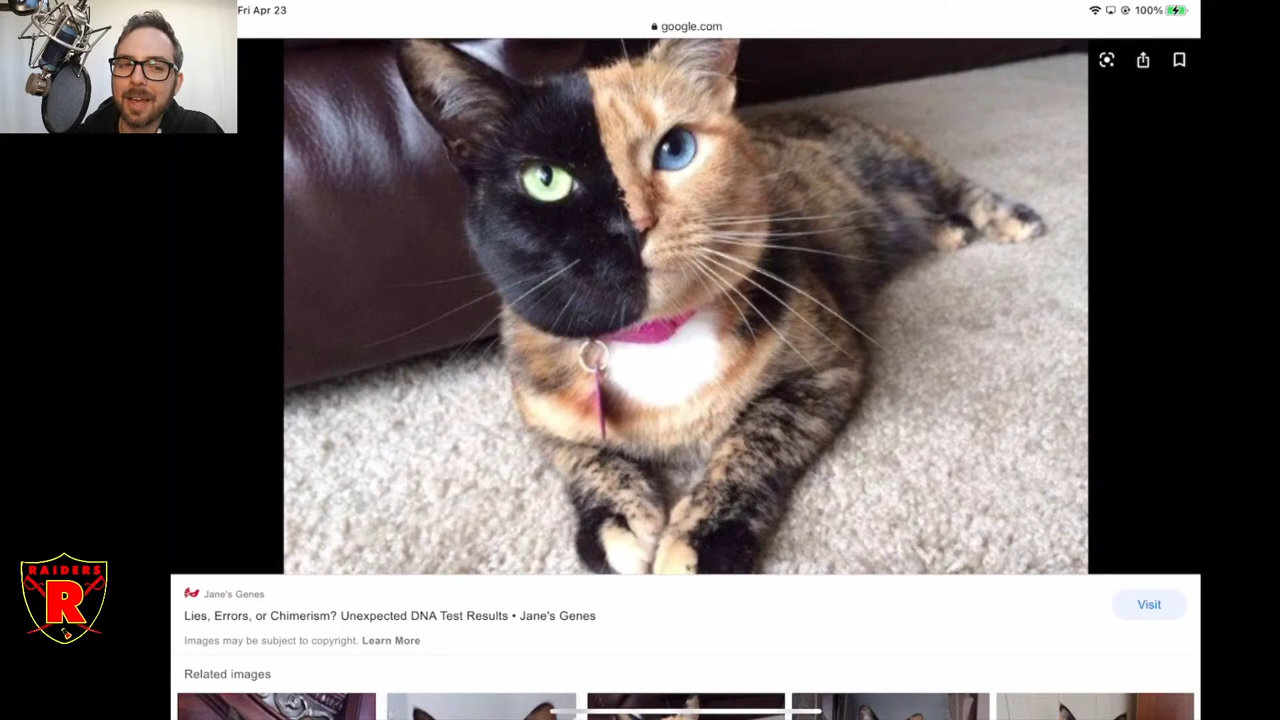 Fri Apr 23
100%
google.com
Jane's Genes
Lies, Errors, or Chimerism? Unexpected DNA Test Results • Jane's Genes
Visit
Images may be subject to copyright. Learn More
Related images
RAIDERS
R